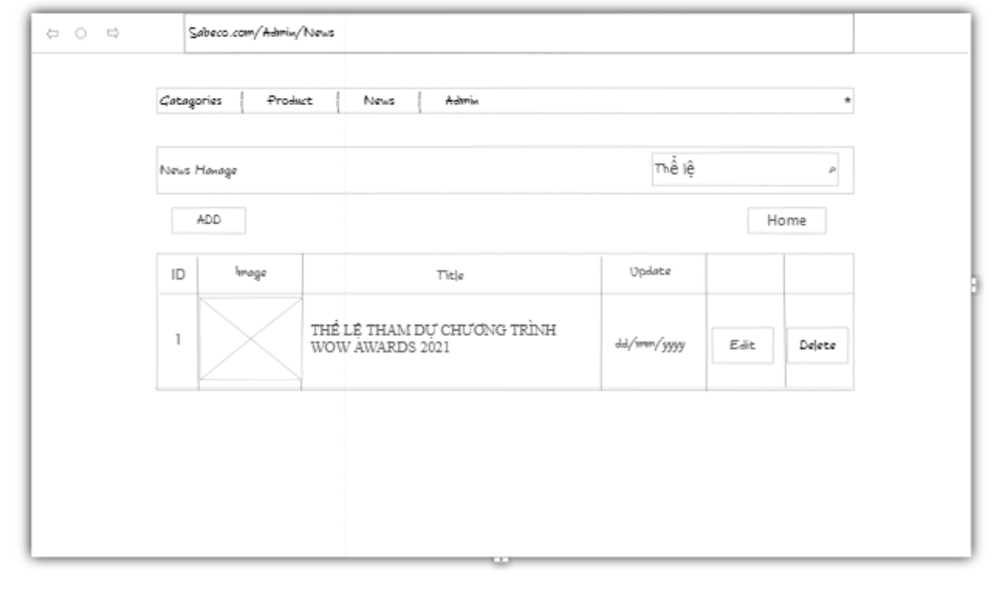 Sabeco.com/Admin/News
Catagories Product News Admin *
News Manage Thể lệ
ADD Home
ID Image Title Update
1 THỂ LỆ THAM DỰ CHƯƠNG TRÌNH
WOW AWARDS 2021
dd/mm/yyyy Edit Delete